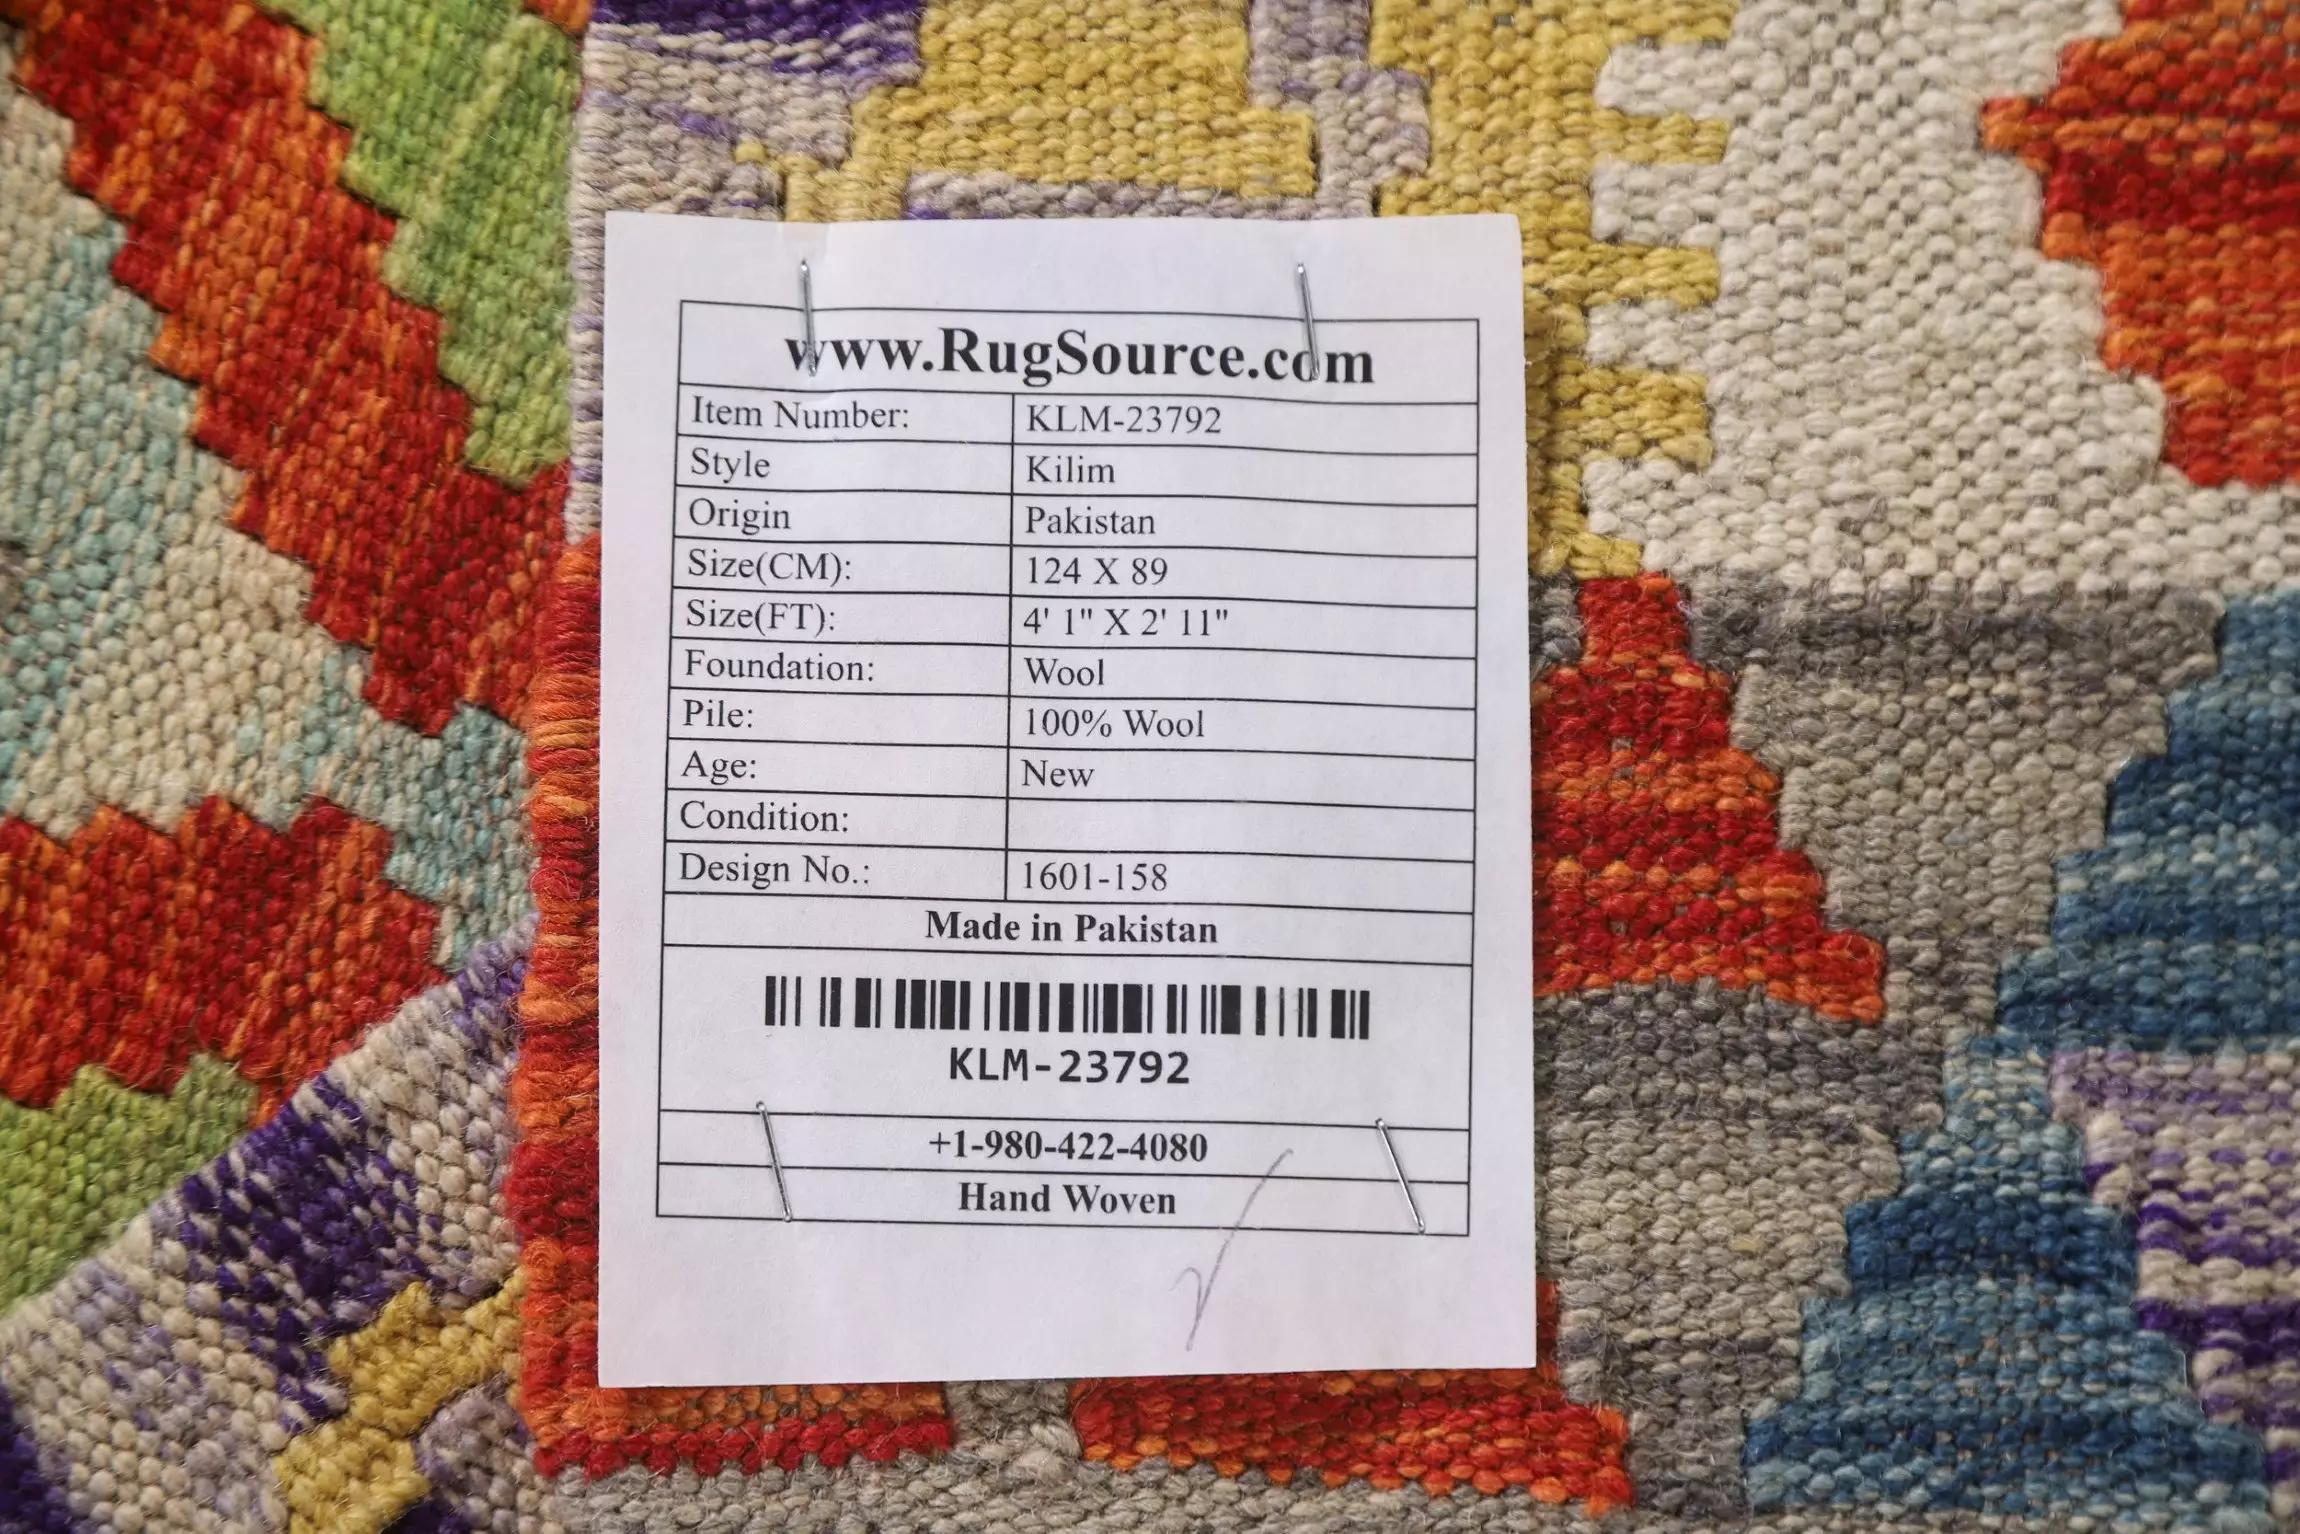 www.RugSource.com
Item Number: KLM-23792
Style Kilim
Origin Pakistan
Size(CM): 124 X 89
Size(FT): 4' 1" X 2' 11"
Foundation: Wool
Pile: 100% Wool
Age: New
Condition:
Design No.: 1601-158
Made in Pakistan
KLM-23792
+1-980-422-4080
Hand Woven